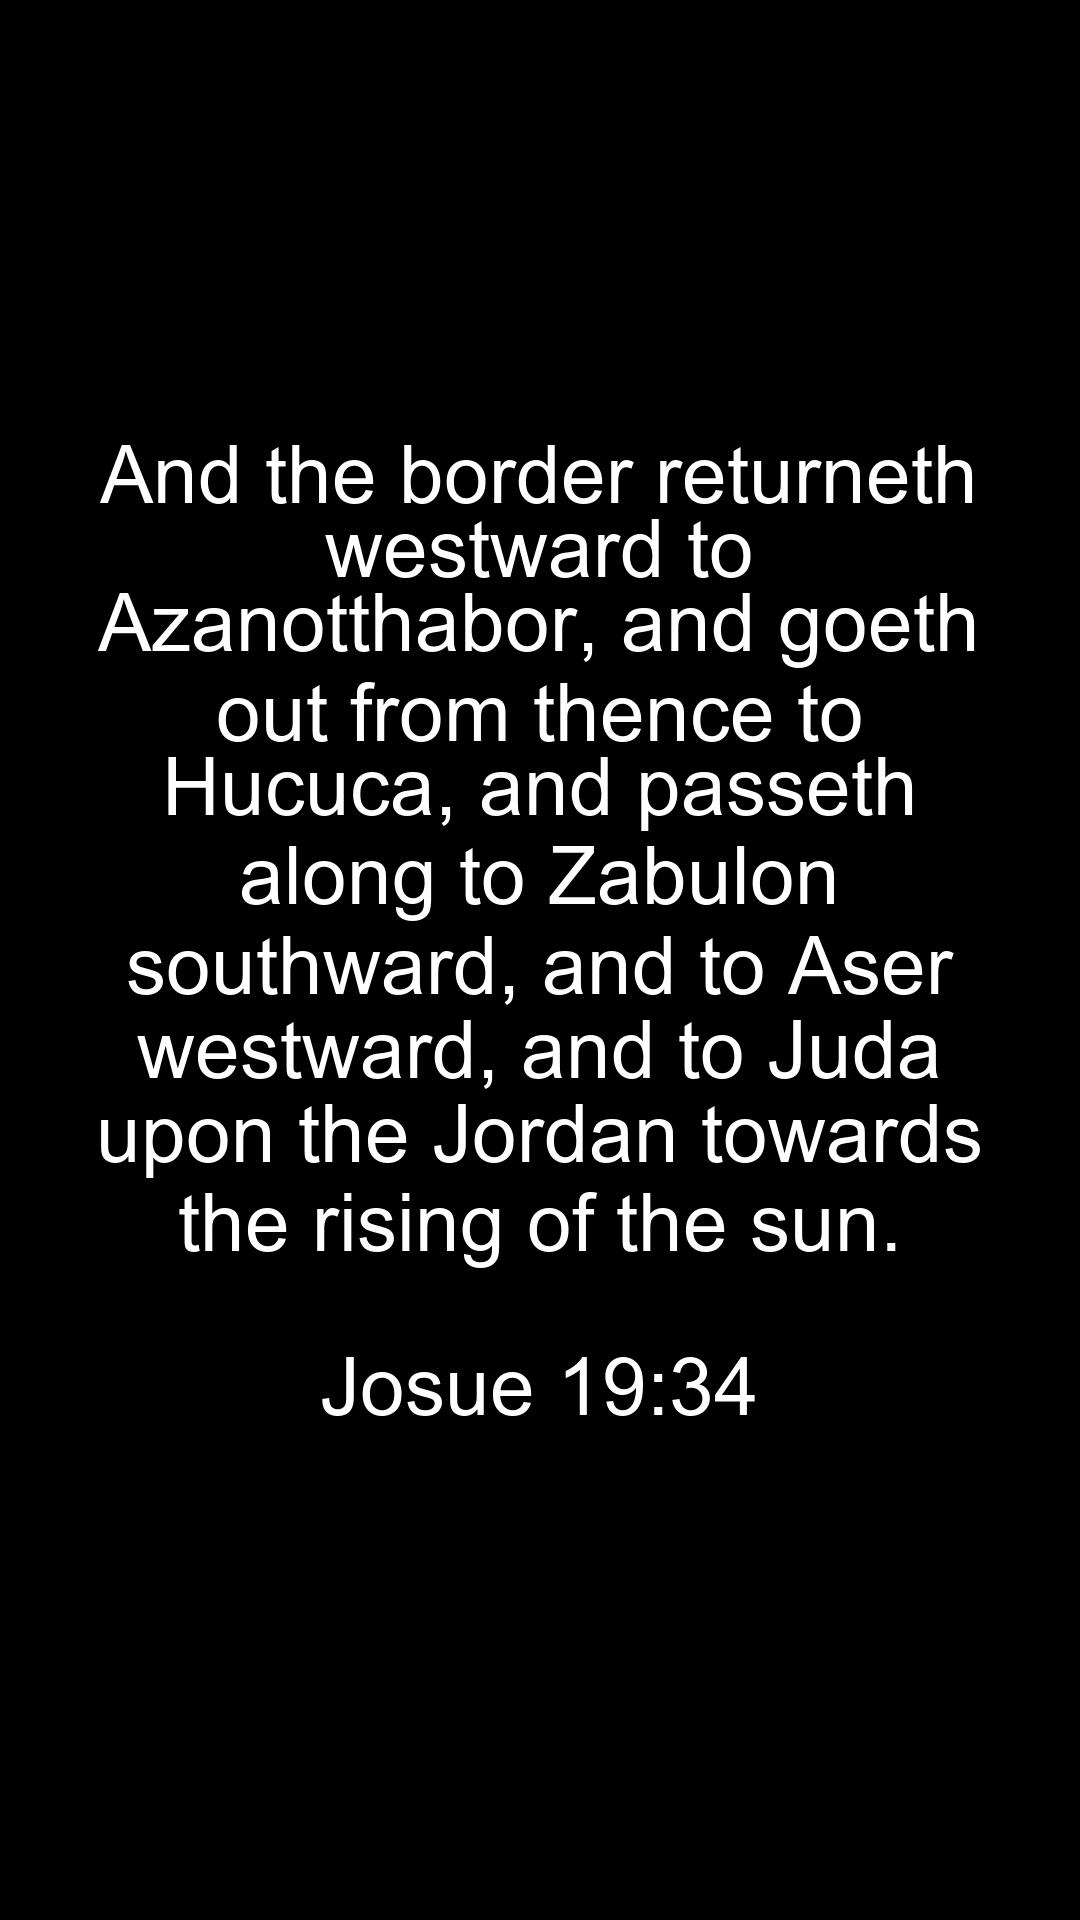 And the border returneth
westward to
Azanotthabor, and goeth
out from thence to
Hucuca, and passeth
along to Zabulon
southward, and to Aser
westward, and to Juda
upon the Jordan towards
the rising of the sun.
Josue 19:34